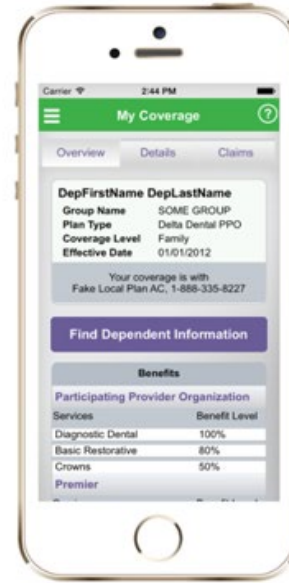 Carrier 2:44 PM
My Coverage ?
Overview Details Claims
DepFirstName DepLastName
Group Name SOME GROUP
Plan Type Delta Dental PPO
Coverage Level Family
Effective Date 01/01/2012
Your coverage is with
Fake Local Plan AC, 1-888-335-8227
Find Dependent Information
Benefits
Participating Provider Organization
Services Benefit Level
Diagnostic Dental 100%
Basic Restorative 80%
Crowns 50%
Premier